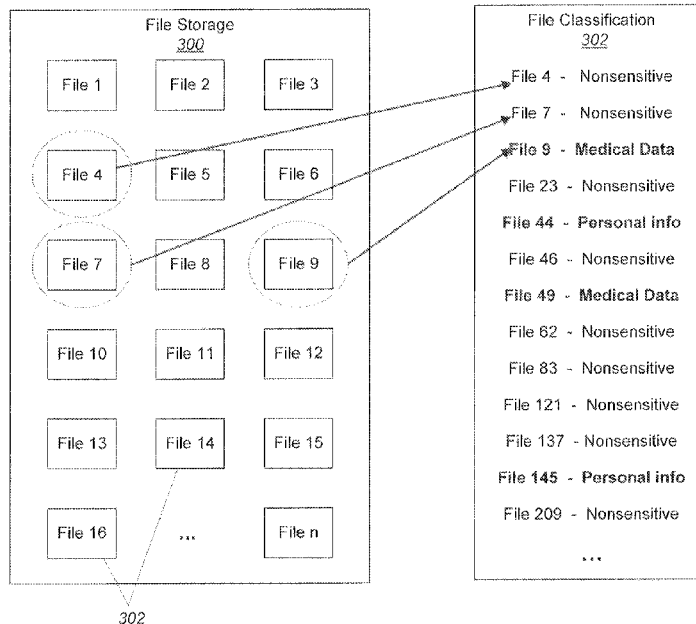 File Storage
300
File 1 File 2 File 3
File 4 File 5 File 6
File 7 File 8 File 9
File 10 File 11 File 12
File 13 File 14 File 15
File 16 ... File n
302
File Classification
302
File 4 - Nonsensitive
File 7 - Nonsensitive
File 9 - Medical Data
File 23 - Nonsensitive
File 44 - Personal info
File 46 - Nonsensitive
File 49 - Medical Data
File 62 - Nonsensitive
File 83 - Nonsensitive
File 121 - Nonsensitive
File 137 - Nonsensitive
File 145 - Personal info
File 209 - Nonsensitive
...